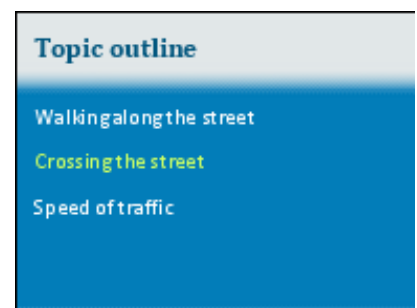 Topic outline
Walking along the street
Crossing the street
Speed of traffic